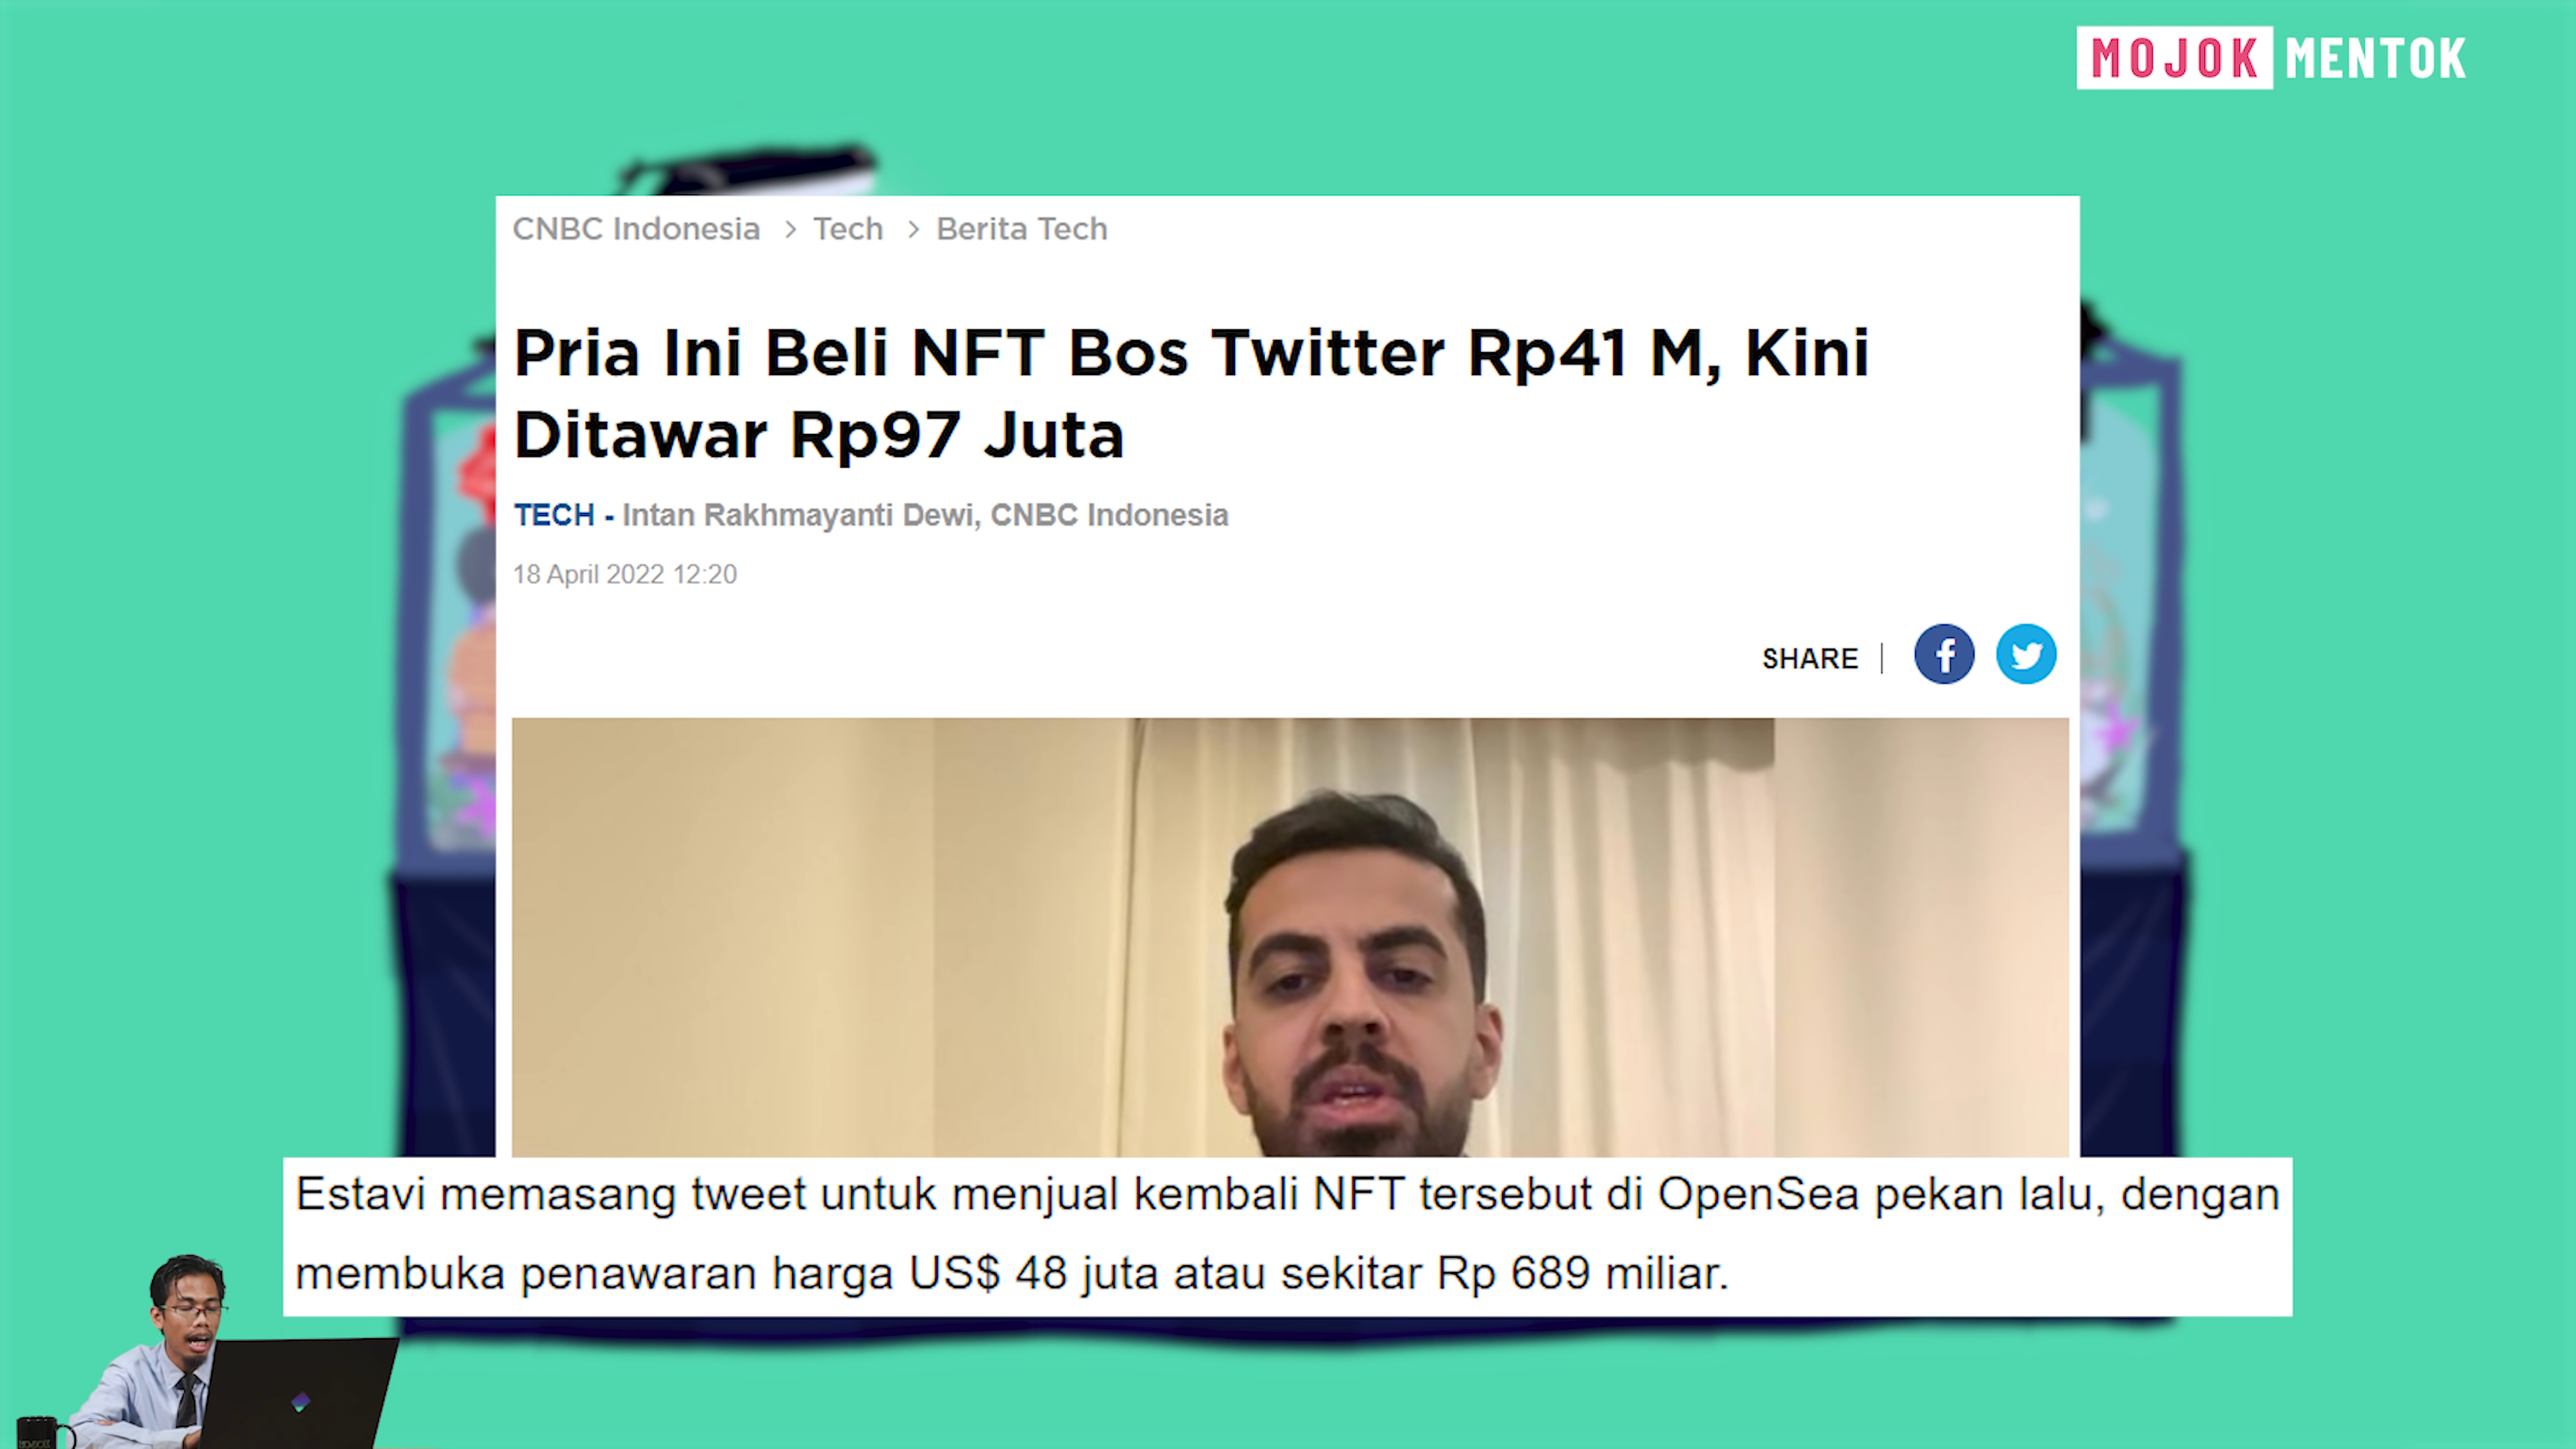 MOJOK MENTOK
CNBC Indonesia > Tech > Berita Tech
Pria Ini Beli NFT Bos Twitter Rp41 M, Kini
Ditawar Rp97 Juta
TECH - Intan Rakhmayanti Dewi, CNBC Indonesia
18 April 2022 12:20
SHARE |
Estavi memasang tweet untuk menjual kembali NFT tersebut di OpenSea pekan lalu, dengan
membuka penawaran harga US$ 48 juta atau sekitar Rp 689 miliar.